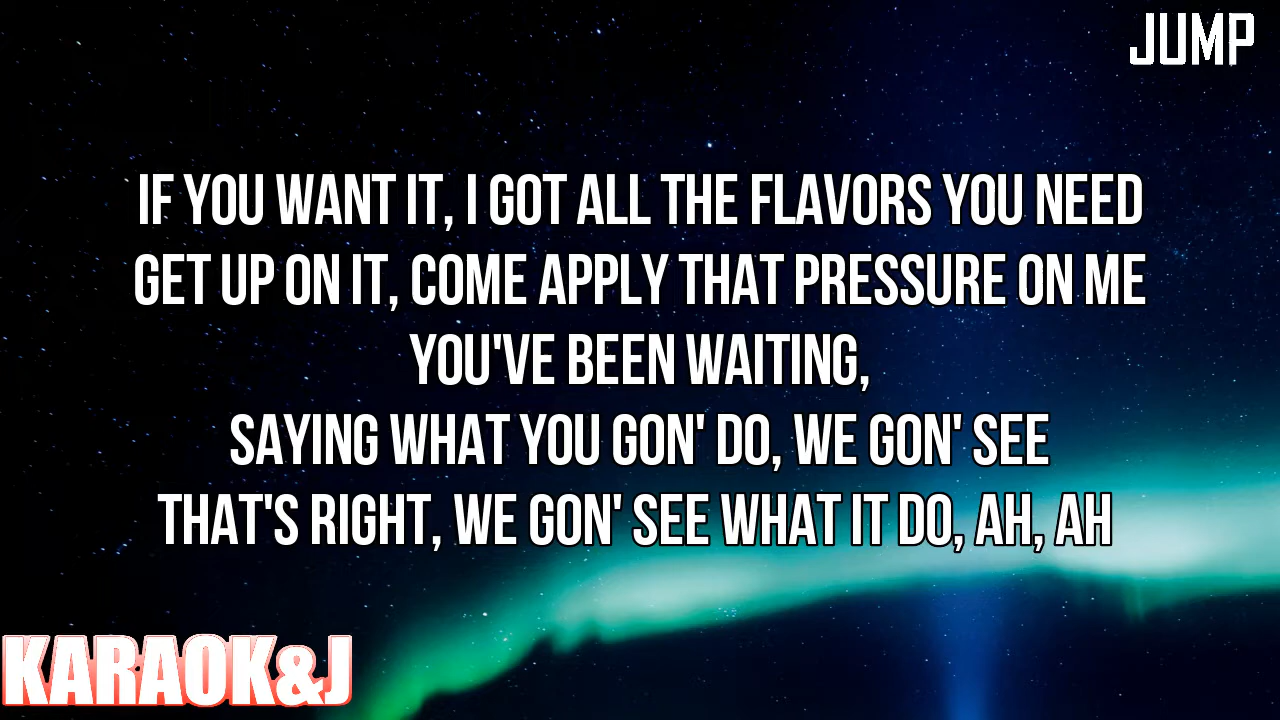 JUMP
IF YOU WANT IT, I GOT ALL THE FLAVORS YOU NEED
GET UP ON IT, COME APPLY THAT PRESSURE ON ME
YOU'VE BEEN WAITING,
SAYING WHAT YOU GON' DO, WE GON' SEE
THAT'S RIGHT, WE GON' SEE WHAT IT DO, AH, AH
KARAOK&J